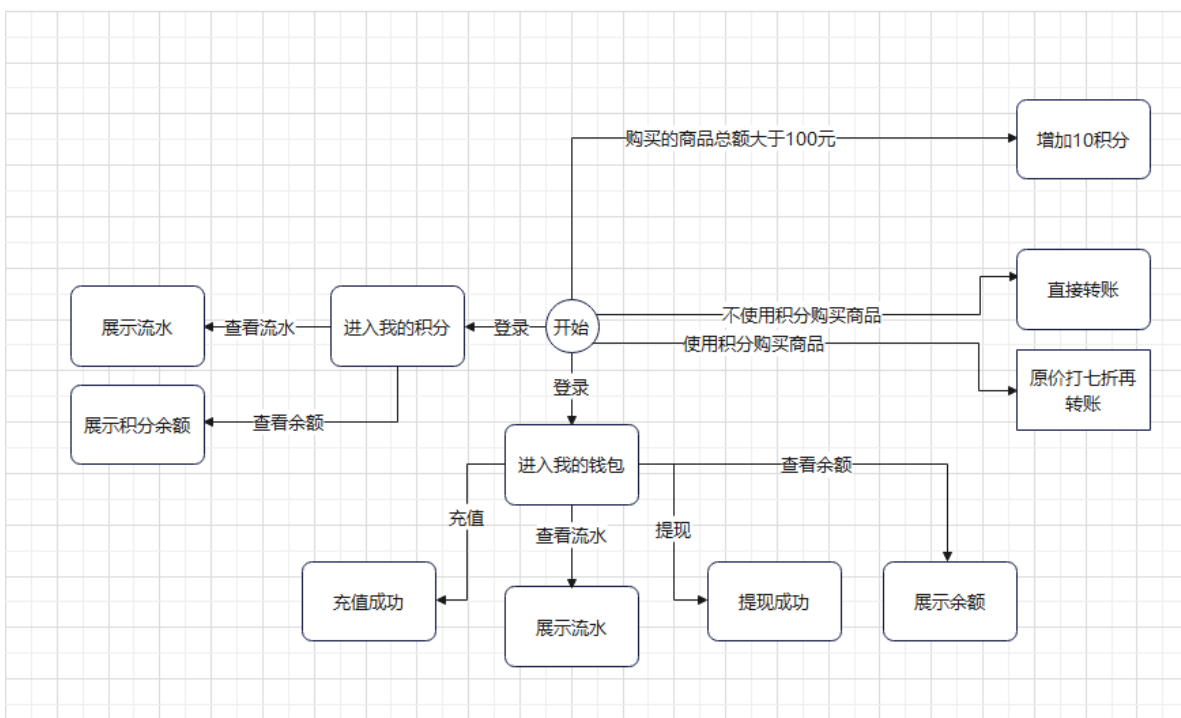 购买的商品总额大于100元
增加10积分
直接转账
不使用积分购买商品
展示流水
查看流水
进入我的积分
登录
开始
使用积分购买商品
原价打七折再
转账
登录
展示积分余额
查看余额
进入我的钱包
查看余额
充值
提现
查看流水
充值成功
提现成功
展示余额
展示流水